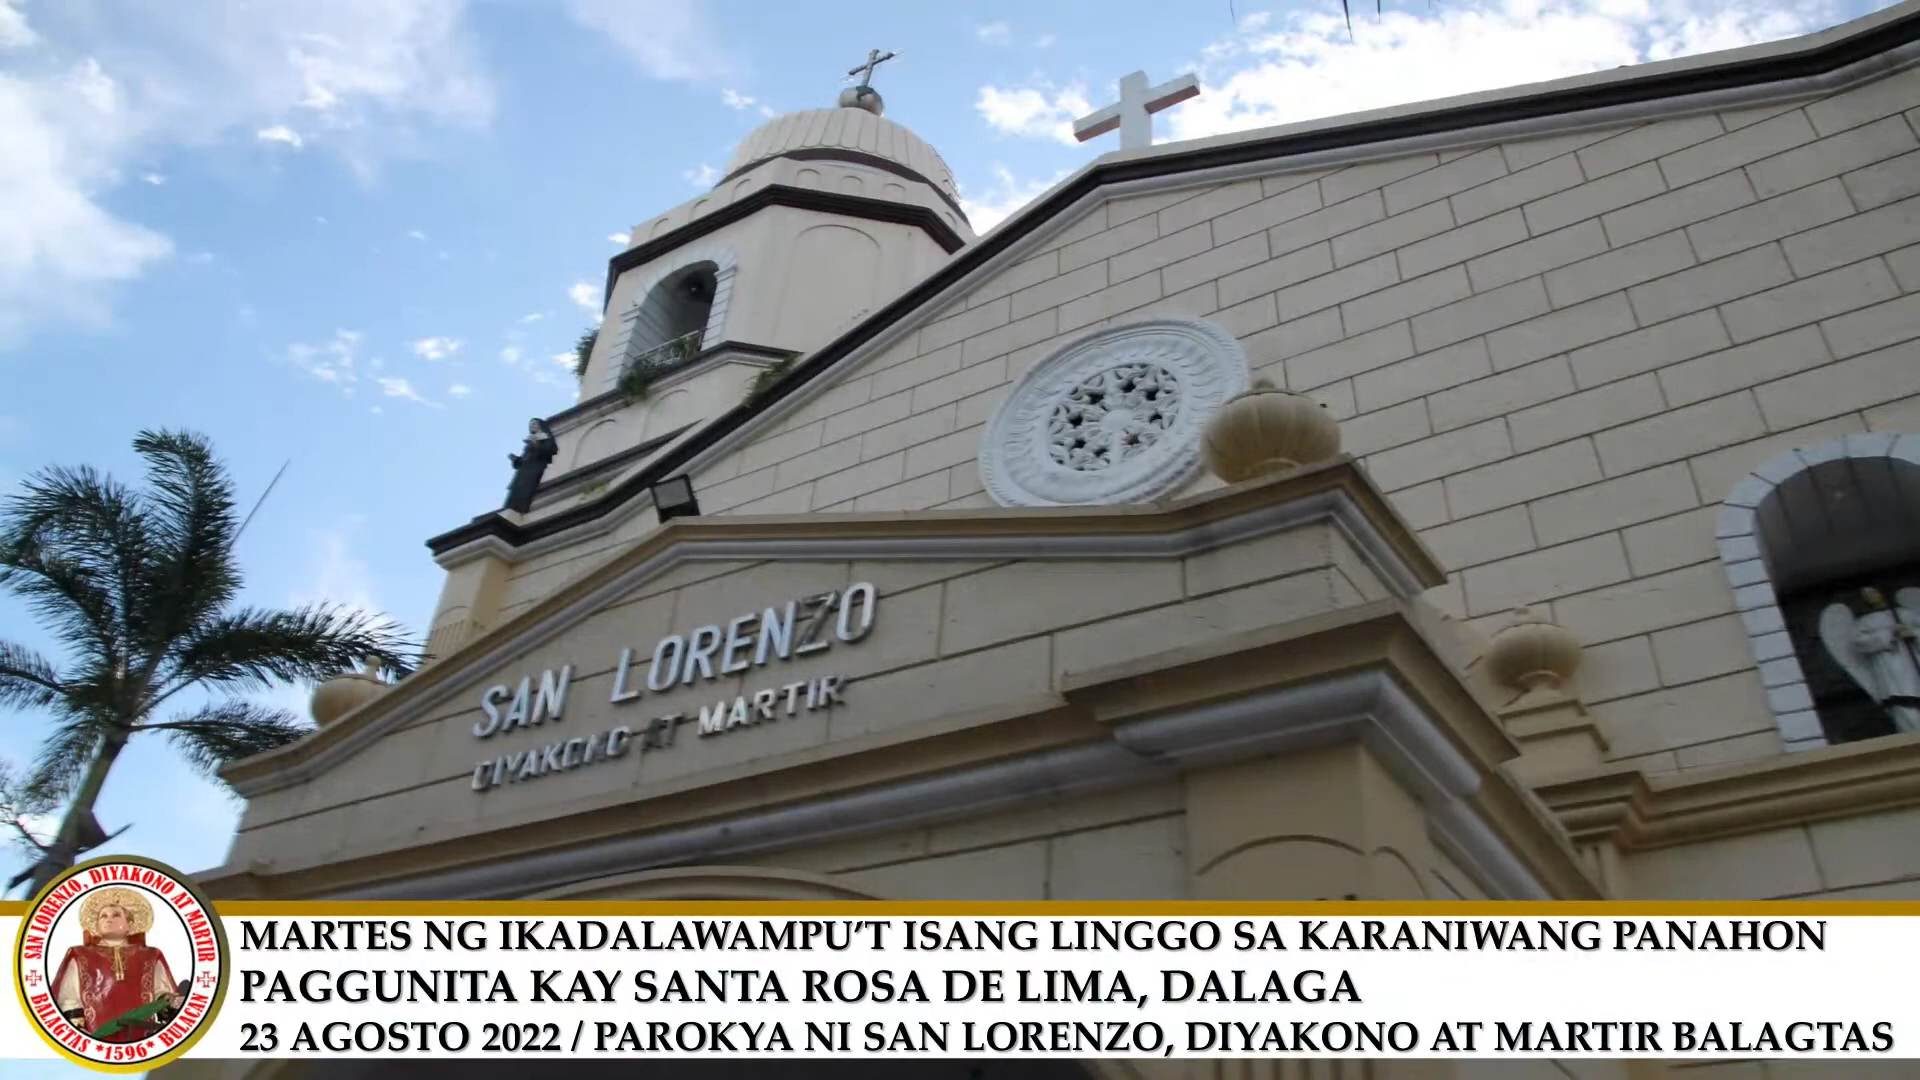 SAN LORENZO
DIYAKONO AT MARTIR
SAN LORENZO, DIYAKONO AT MARTIR
BALAGTAS *1596* BULACAN
MARTES NG IKADALAWAMPU'T ISANG LINGGO SA KARANIWANG PANAHON
PAGGUNITA KAY SANTA ROSA DE LIMA, DALAGA
23 AGOSTO 2022 / PAROKYA NI SAN LORENZO, DIYAKONO AT MARTIR BALAGTAS